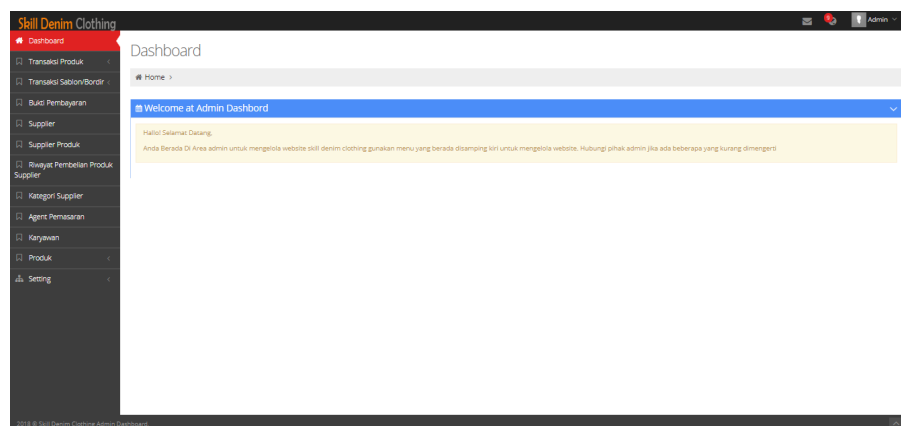 Skill Denim Clothing
Admin
Dashboard
Transaksi Produk
Transaksi Sablon/Bordir
Bukti Pembayaran
Supplier
Supplier Produk
Riwayat Pembelian Produk
Supplier
Kategori Supplier
Agent Pemasaran
Karyawan
Produk
Setting
Dashboard
Home
Welcome at Admin Dashbord
Hallo! Selamat Datang,
Anda Berada Di Area admin untuk mengelola website skill denim clothing gunakan menu yang berada disamping kiri untuk mengelola website. Hubungi pihak admin jika ada beberapa yang kurang dimengerti
2018 © Skill Denim Clothing Admin Dashboard.